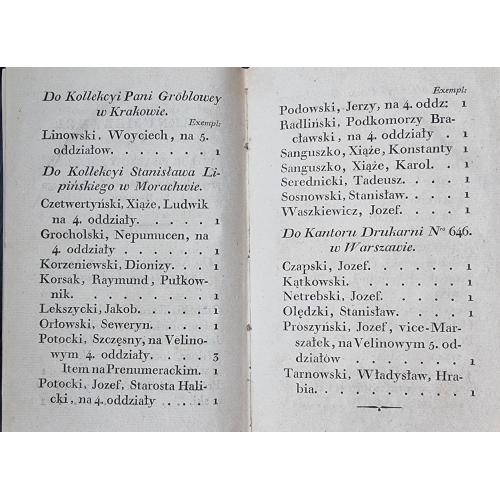 Do Kollekcyi Pani Gröblowey
w Krakowie.
Exempl:
Linowski, Woyciech, na 5.
oddziałow. . . . . . . 1
Do Kollekcyi Stanisława Li-
pińskiego w Morachwie.
Czetwertyński, Xiąże, Ludwik
na 4. oddziały. . . . . 1
Grocholski, Nepumucen, na
4. oddziały . . . . . . 1
Korzeniewski, Dionizy. . . . 1
Korsak, Raymund, Pułkow-
nik. . . . . . . . . 1
Lekszycki, Jakob. . . . . 1
Orłowski, Seweryn. . . . . 1
Potocki, Szczęsny, na Velino-
wym 4. oddziały. . . . 3
Item na Prenumerackim. 1
Potocki, Jozef, Starosta Hali-
cki, na 4. oddziały . . . 1
Exempl:
Podowski, Jerzy, na 4. oddz: 1
Radliński, Podkomorzy Bra-
cławski, na 4. oddziały . 1
Sanguszko, Xiąże, Konstanty 1
Sanguszko, Xiąże, Karol. . 1
Serednicki, Tadeusz. . . . 1
Sosnowski, Stanisław. . . . 1
Waszkiewicz, Jozef. . . . . 1
Do Kantoru Drukarni Nro 646.
w Warszawie.
Czapski, Jozef. . . . . . 1
Kątkowski. . . . . . . 1
Netrebski, Jozef. . . . . 1
Olędzki, Stanisław. . . . . 1
Prószyński, Jozef, vice-Mar-
szałek, na Velinowym 5. od-
działów . . . . . . . 1
Tarnowski, Władysław, Hra-
bia. . . . . . . . . 1